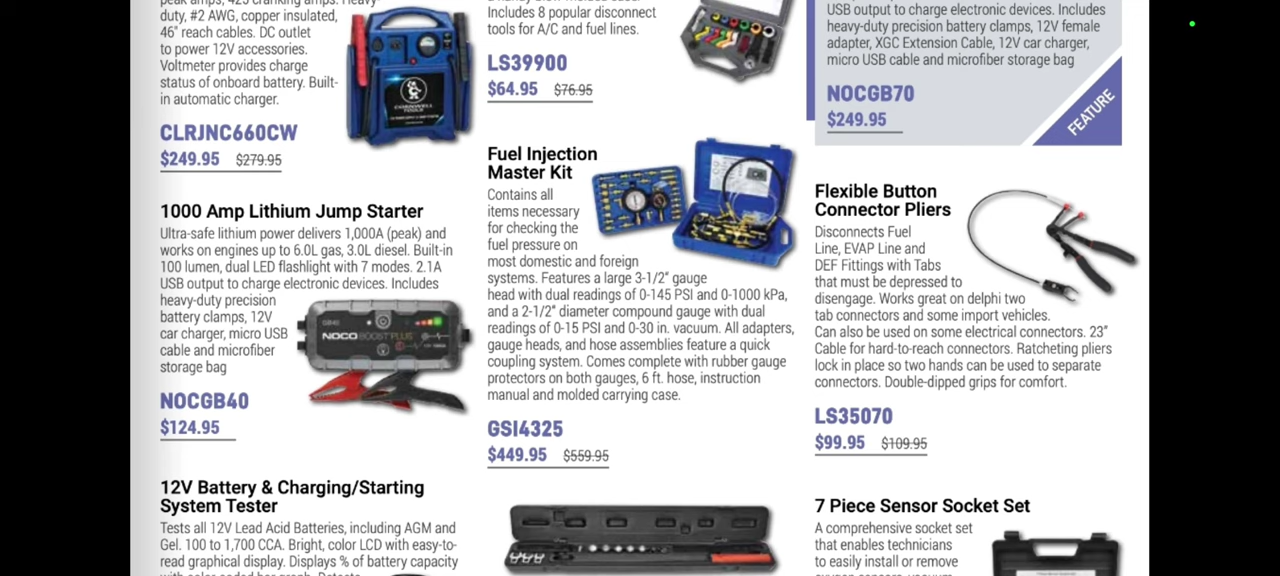 peak amps, 425 cranking amps. Heavy-
duty, #2 AWG, copper insulated,
46" reach cables. DC outlet
to power 12V accessories.
Voltmeter provides charge
status of onboard battery. Built-
in automatic charger.
CLRJNC660CW
$249.95 $279.95
1000 Amp Lithium Jump Starter
Ultra-safe lithium power delivers 1,000A (peak) and
works on engines up to 6.0L gas, 3.0L diesel. Built-in
100 lumen, dual LED flashlight with 7 modes. 2.1A
USB output to charge electronic devices. Includes
heavy-duty precision
battery clamps, 12V
car charger, micro USB
cable and microfiber
storage bag
NOCO BOOST PLUS
GB40
NOCGB40
$124.95
12V Battery & Charging/Starting
System Tester
Tests all 12V Lead Acid Batteries, including AGM and
Gel. 100 to 1,700 CCA. Bright, color LCD with easy-to-
read graphical display. Displays % of battery capacity
Includes 8 popular disconnect
tools for A/C and fuel lines.
LS39900
$64.95 $76.95
Fuel Injection
Master Kit
Contains all
items necessary
for checking the
fuel pressure on
most domestic and foreign
systems. Features a large 3-1/2" gauge
head with dual readings of 0-145 PSI and 0-1000 kPa,
and a 2-1/2" diameter compound gauge with dual
readings of 0-15 PSI and 0-30 in. vacuum. All adapters,
gauge heads, and hose assemblies feature a quick
coupling system. Comes complete with rubber gauge
protectors on both gauges, 6 ft. hose, instruction
manual and molded carrying case.
GSI4325
$449.95 $559.95
USB output to charge electronic devices. Includes
heavy-duty precision battery clamps, 12V female
adapter, XGC Extension Cable, 12V car charger,
micro USB cable and microfiber storage bag
NOCGB70
$249.95
FEATURE
Flexible Button
Connector Pliers
Disconnects Fuel
Line, EVAP Line and
DEF Fittings with Tabs
that must be depressed to
disengage. Works great on delphi two
tab connectors and some import vehicles.
Can also be used on some electrical connectors. 23"
Cable for hard-to-reach connectors. Ratcheting pliers
lock in place so two hands can be used to separate
connectors. Double-dipped grips for comfort.
LS35070
$99.95 $109.95
7 Piece Sensor Socket Set
A comprehensive socket set
that enables technicians
to easily install or remove